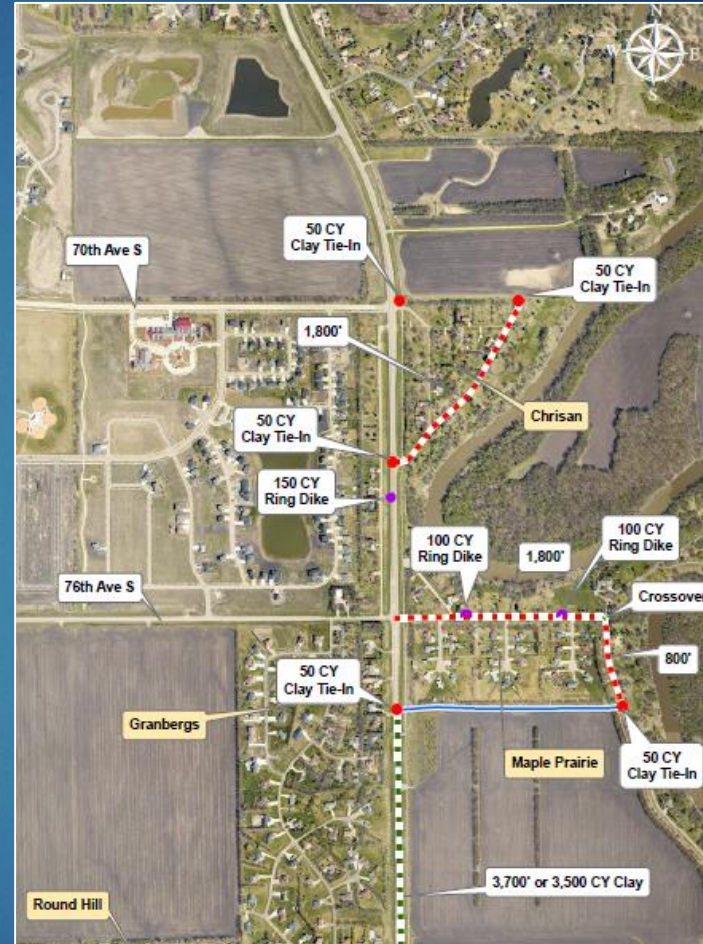 N
W E
S
50 CY
Clay Tie-In
70th Ave S
50 CY
Clay Tie-In
1,800'
Chrisan
50 CY
Clay Tie-In
150 CY
Ring Dike
100 CY
Ring Dike
1,800'
100 CY
Ring Dike
76th Ave S
Crossover
800'
50 CY
Clay Tie-In
Granbergs
Maple Prairie
50 CY
Clay Tie-In
3,700' or 3,500 CY Clay
Round Hill